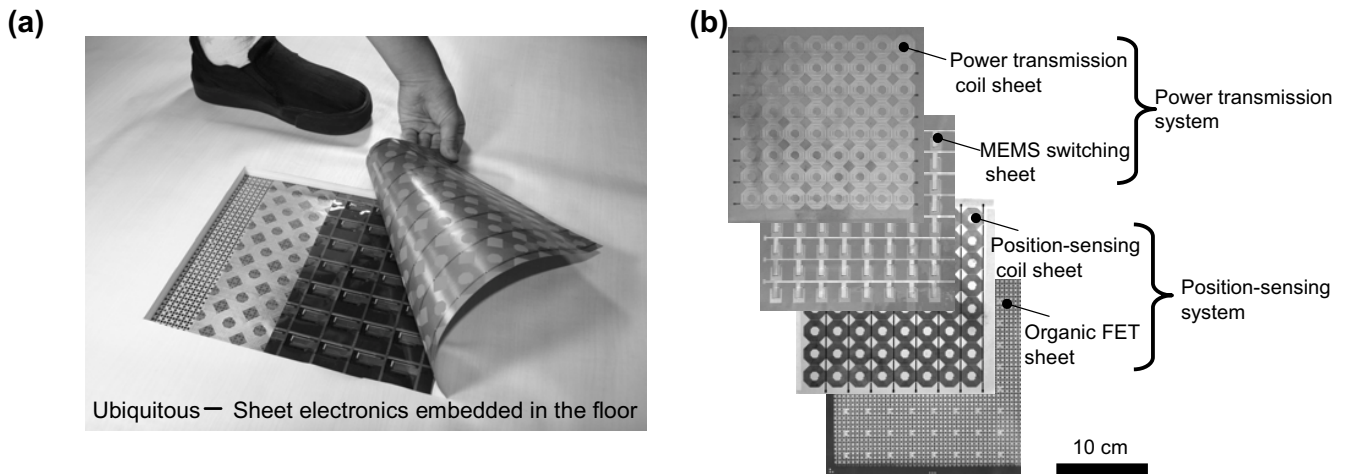 (a)
Ubiquitous— Sheet electronics embedded in the floor
(b)
Power transmission
coil sheet
Power transmission
system
MEMS switching
sheet
Position-sensing
coil sheet
Position-sensing
system
Organic FET
sheet
10 cm